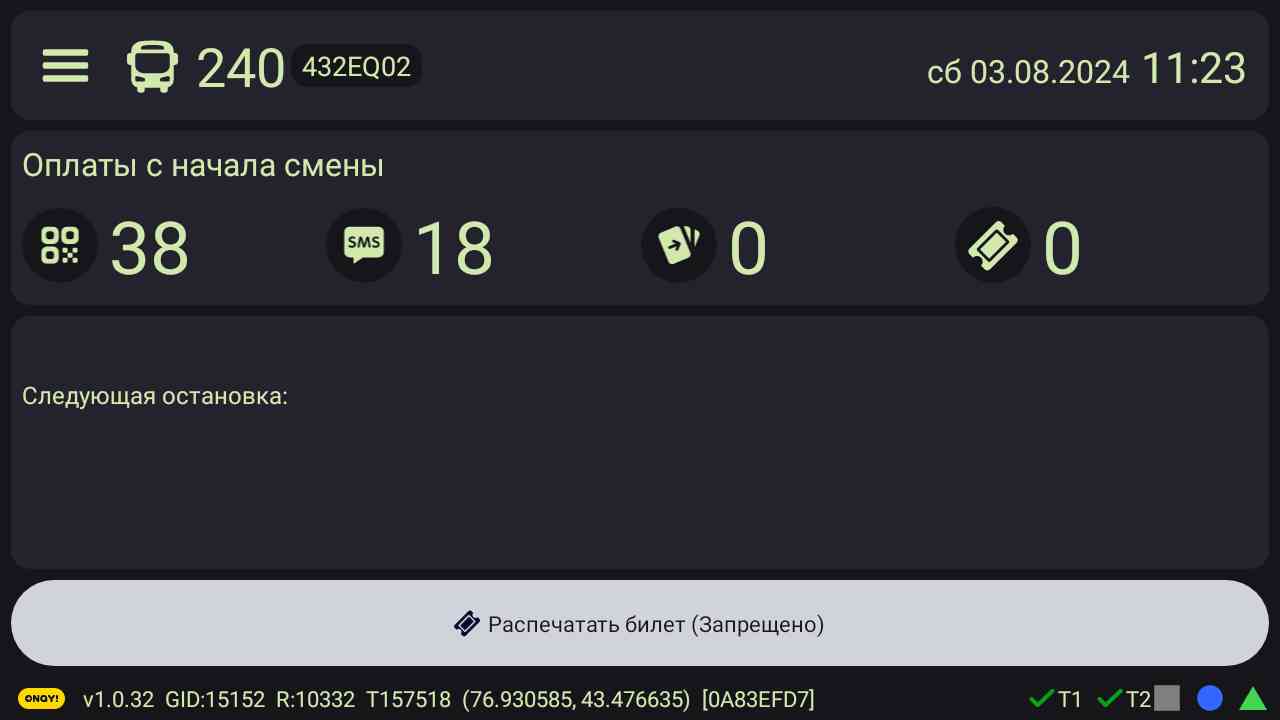 240 432EQ02 сб 03.08.2024 11:23
Оплаты с начала смены
38 SMS 18 0 0
Следующая остановка:
Распечатать билет (Запрещено)
ONAY! v1.0.32 GID:15152 R:10332 T157518 (76.930585, 43.476635) [0A83EFD7] T1 T2